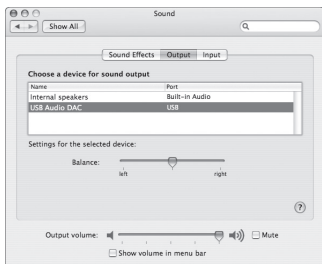 Sound
Show All
Sound Effects Output Input
Choose a device for sound output
Name Port
Internal speakers Built-in Audio
USB Audio DAC USB
Settings for the selected device:
Balance:
left right
?
Output volume: Mute
Show volume in menu bar